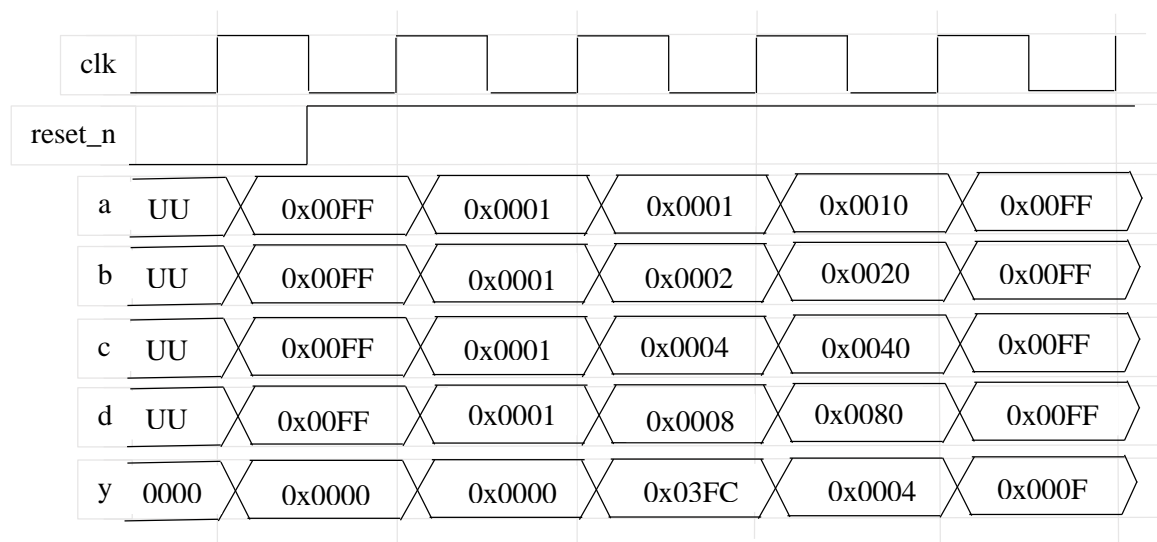 clk
reset_n
a UU 0x00FF 0x0001 0x0001 0x0010 0x00FF
b UU 0x00FF 0x0001 0x0002 0x0020 0x00FF
c UU 0x00FF 0x0001 0x0004 0x0040 0x00FF
d UU 0x00FF 0x0001 0x0008 0x0080 0x00FF
y 0000 0x0000 0x0000 0x03FC 0x0004 0x000F